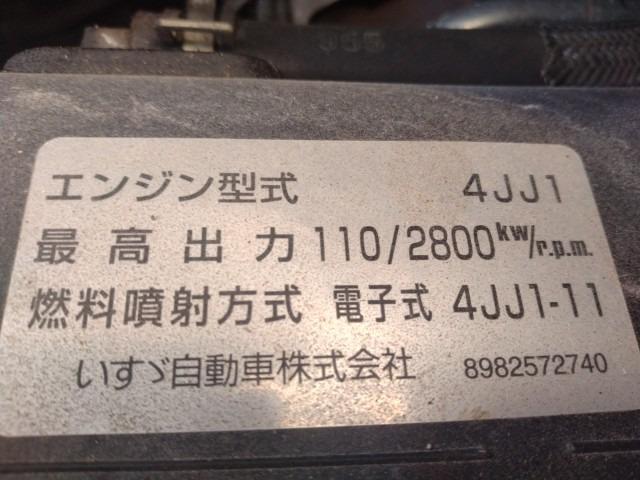 エンジン型式 4JJ1
最高出力 110/2800kw/r.p.m.
燃料噴射方式 電子式 4JJ1-11
いすゞ自動車株式会社 8982572740